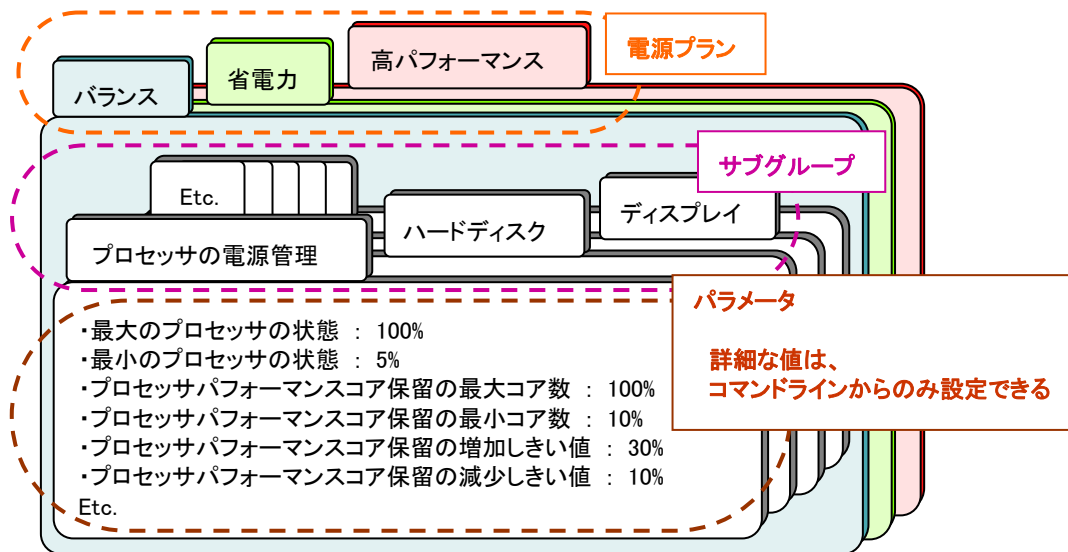 高パフォーマンス
電源プラン
省電力
バランス
サブグループ
Etc.
ディスプレイ
ハードディスク
プロセッサの電源管理
パラメータ
詳細な値は、
コマンドラインからのみ設定できる
・最大のプロセッサの状態 : 100%
・最小のプロセッサの状態 : 5%
・プロセッサパフォーマンスコア保留の最大コア数 : 100%
・プロセッサパフォーマンスコア保留の最小コア数 : 10%
・プロセッサパフォーマンスコア保留の増加しきい値 : 30%
・プロセッサパフォーマンスコア保留の減少しきい値 : 10%
Etc.